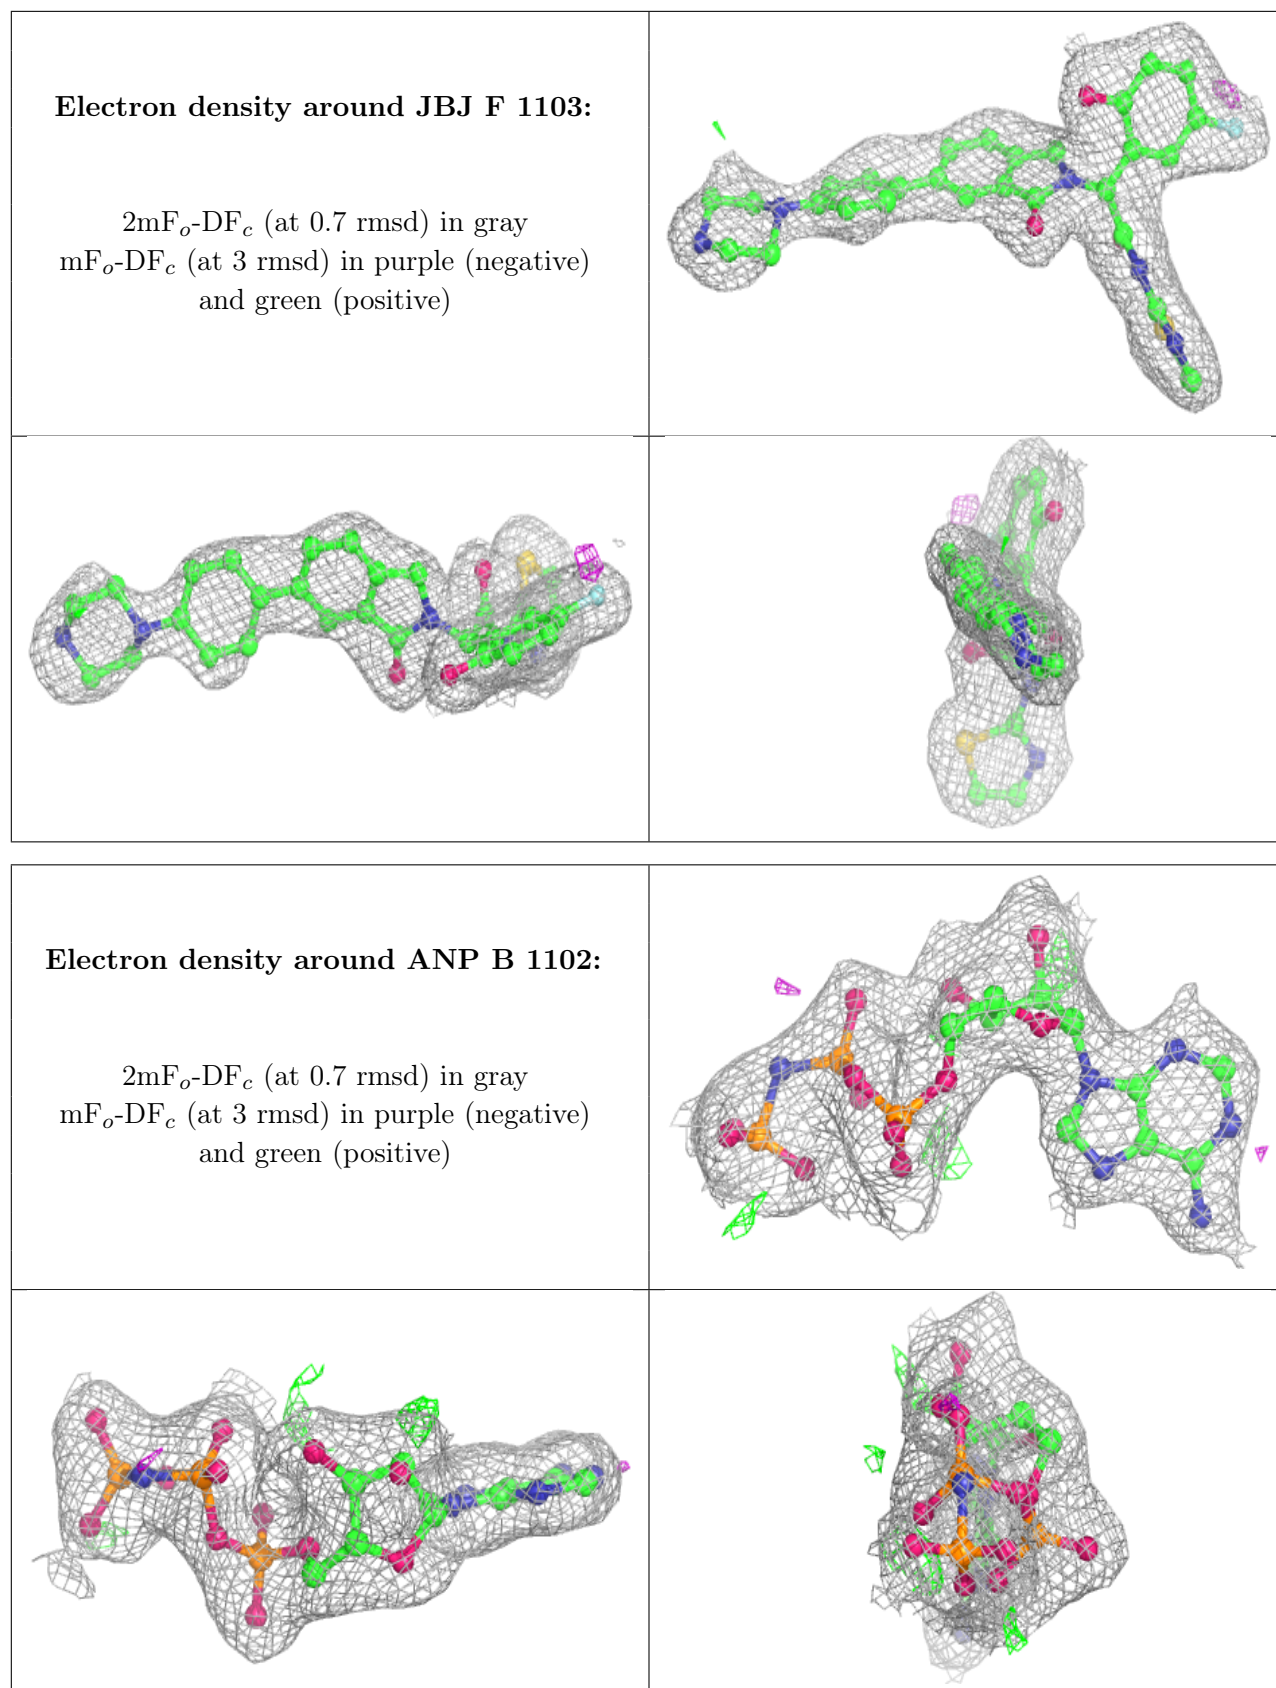 Electron density around JBJ F 1103:
2mFo-DFc (at 0.7 rmsd) in gray
mFo-DFc (at 3 rmsd) in purple (negative)
and green (positive)
Electron density around ANP B 1102:
2mFo-DFc (at 0.7 rmsd) in gray
mFo-DFc (at 3 rmsd) in purple (negative)
and green (positive)